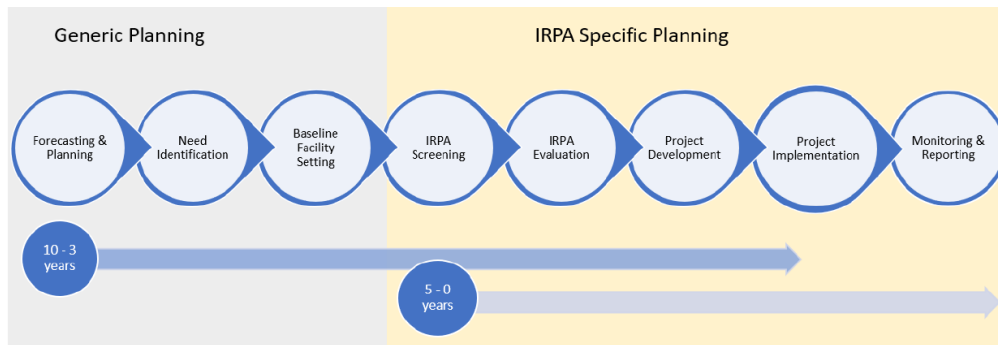 Generic Planning
IRPA Specific Planning
Forecasting &
Planning
Need
Identification
Baseline
Facility
Setting
IRPA
Screening
IRPA
Evaluation
Project
Development
Project
Implementation
Monitoring &
Reporting
10 - 3
years
5 - 0
years